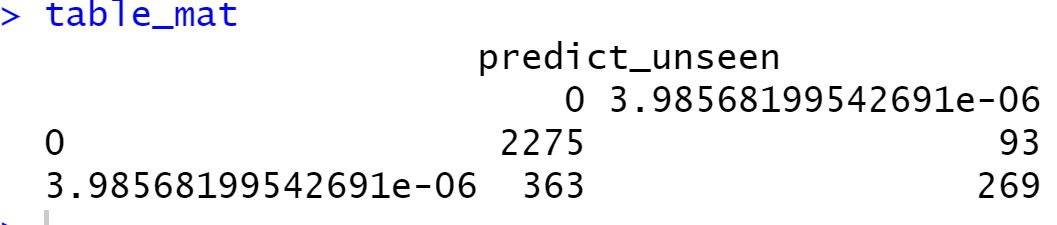 > table_mat
predict_unseen
0 3.98568199542691e-06
0 2275 93
3.98568199542691e-06 363 269
>